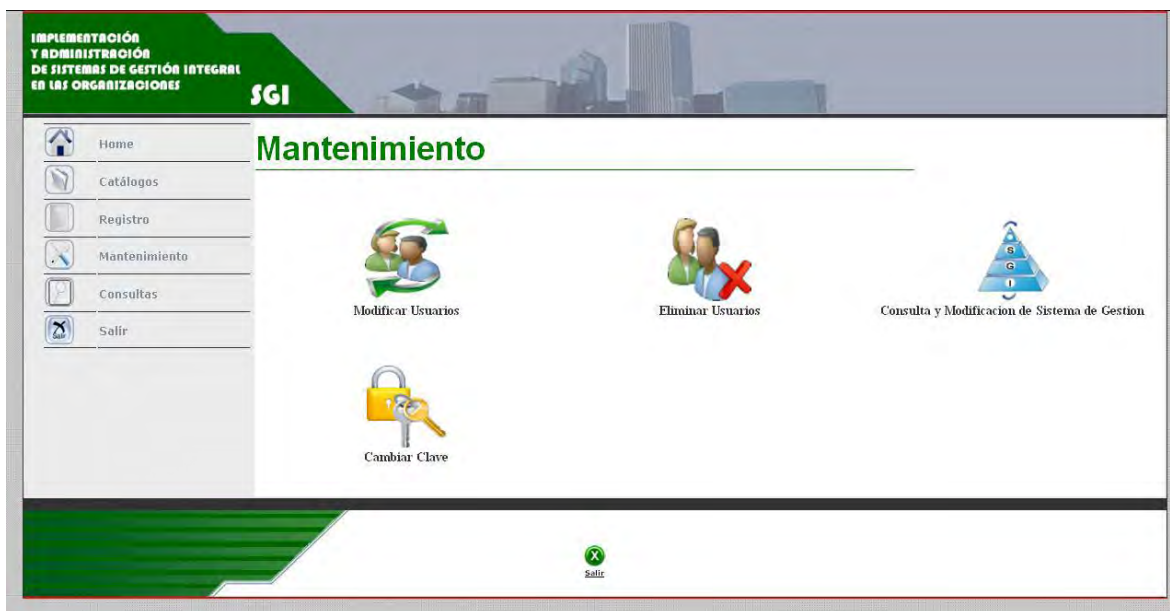 IMPLEMENTACIÓN
Y ADMINISTRACIÓN
DE SISTEMAS DE GESTIÓN INTEGRAL
EN LAS ORGANIZACIONES
SGI
Home
Catálogos
Registro
Mantenimiento
Consultas
Salir
Salir
Mantenimiento
Modificar Usuarios
Eliminar Usuarios
S
G
I
Consulta y Modificacion de Sistema de Gestion
Cambiar Clave
X
Salir